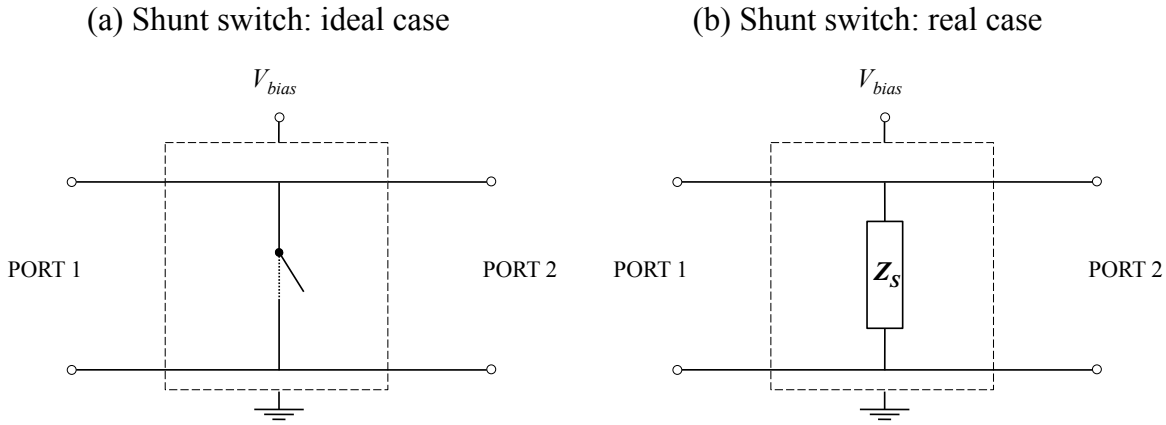 (a) Shunt switch: ideal case
(b) Shunt switch: real case
V_bias
V_bias
PORT 1
PORT 2
PORT 1
Z_S
PORT 2